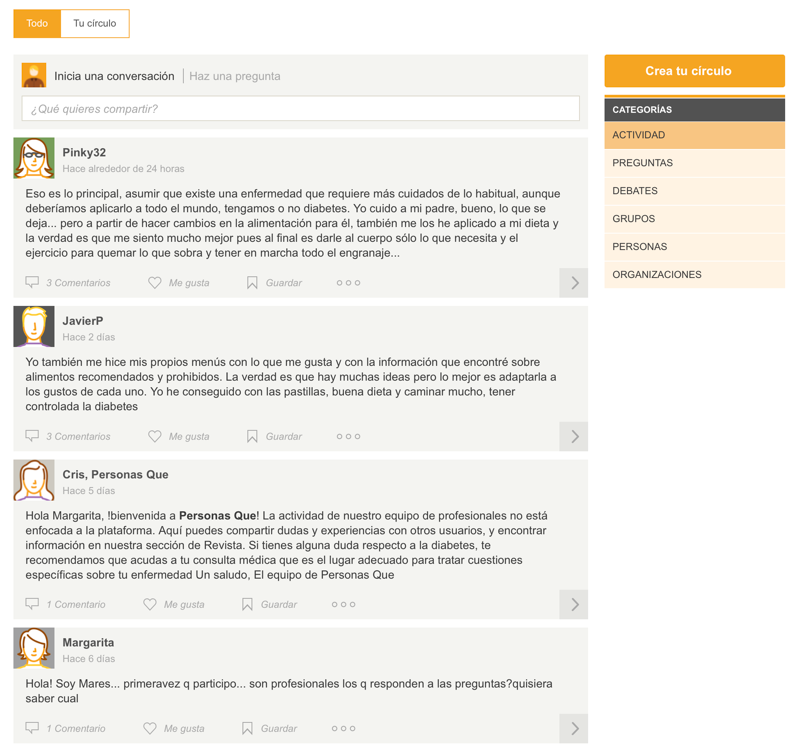 Todo Tu círculo
Inicia una conversación Haz una pregunta
¿Qué quieres compartir?
Pinky32
Hace alrededor de 24 horas
Eso es lo principal, asumir que existe una enfermedad que requiere más cuidados de lo habitual, aunque
deberíamos aplicarlo a todo el mundo, tengamos o no diabetes. Yo cuido a mi padre, bueno, lo que se
deja... pero a partir de hacer cambios en la alimentación para él, también me los he aplicado a mi dieta y
la verdad es que me siento mucho mejor pues al final es darle al cuerpo sólo lo que necesita y el
ejercicio para quemar lo que sobra y tener en marcha todo el engranaje...
3 Comentarios Me gusta Guardar
JavierP
Hace 2 días
Yo también me hice mis propios menús con lo que me gusta y con la información que encontré sobre
alimentos recomendados y prohibidos. La verdad es que hay muchas ideas pero lo mejor es adaptarla a
los gustos de cada uno. Yo he conseguido con las pastillas, buena dieta y caminar mucho, tener
controlada la diabetes
3 Comentarios Me gusta Guardar
Cris, Personas Que
Hace 5 días
Hola Margarita, !bienvenida a Personas Que! La actividad de nuestro equipo de profesionales no está
enfocada a la plataforma. Aquí puedes compartir dudas y experiencias con otros usuarios, y encontrar
información en nuestra sección de Revista. Si tienes alguna duda respecto a la diabetes, te
recomendamos que acudas a tu consulta médica que es el lugar adecuado para tratar cuestiones
específicas sobre tu enfermedad Un saludo, El equipo de Personas Que
1 Comentario Me gusta Guardar
Margarita
Hace 6 días
Hola! Soy Mares... primeravez q participo... son profesionales los q responden a las preguntas?quisiera
saber cual
1 Comentario Me gusta Guardar
Crea tu círculo
CATEGORÍAS
ACTIVIDAD
PREGUNTAS
DEBATES
GRUPOS
PERSONAS
ORGANIZACIONES